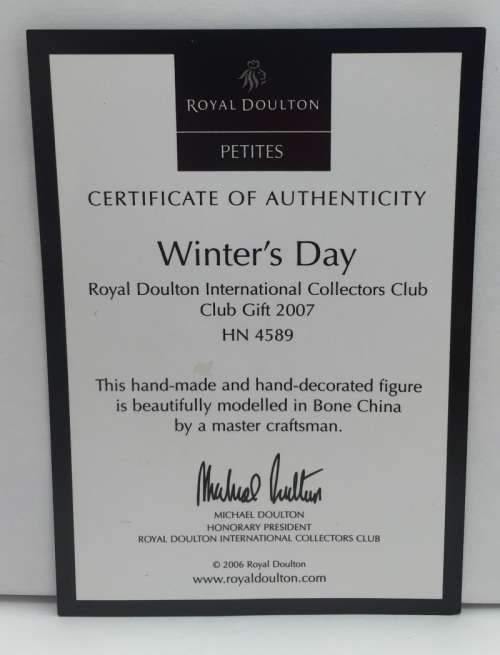 ROYAL DOULTON
PETITES
CERTIFICATE OF AUTHENTICITY
Winter's Day
Royal Doulton International Collectors Club
Club Gift 2007
HN 4589
This hand-made and hand-decorated figure
is beautifully modelled in Bone China
by a master craftsman.
Michael Doulton
MICHAEL DOULTON
HONORARY PRESIDENT
ROYAL DOULTON INTERNATIONAL COLLECTORS CLUB
© 2006 Royal Doulton
www.royaldoulton.com